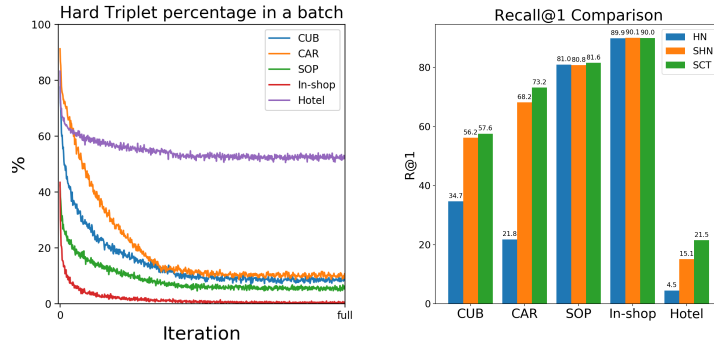 Hard Triplet percentage in a batch
100
80
60
40
20
0
%
CUB
CAR
SOP
In-shop
Hotel
0
full
Iteration
Recall@1 Comparison
80
60
40
20
0
R@1
HN
SHN
SCT
34.7
56.2
57.6
21.8
68.2
73.2
81.0
80.8
81.6
89.9
90.1
90.0
4.5
15.1
21.5
CUB
CAR
SOP
In-shop
Hotel